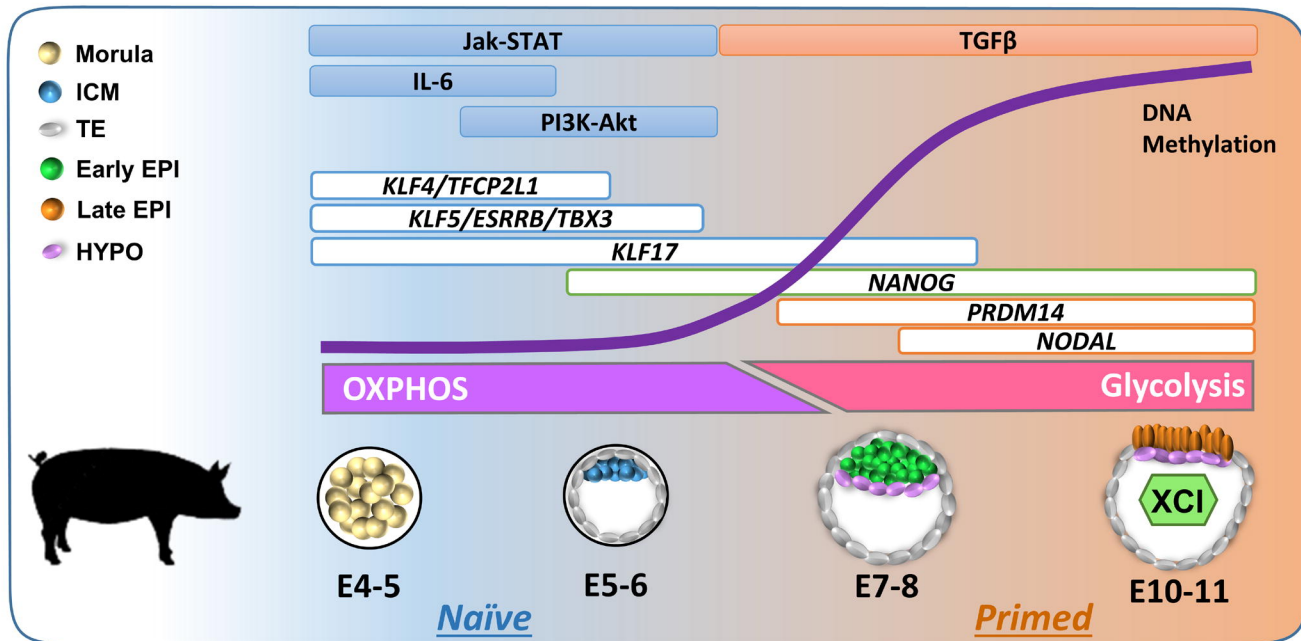 Morula
ICM
TE
Early EPI
Late EPI
HYPO
Jak-STAT
TGFβ
IL-6
PI3K-Akt
DNA
Methylation
KLF4/TFCP2L1
KLF5/ESRRB/TBX3
KLF17
NANOG
PRDM14
NODAL
OXPHOS
Glycolysis
XCI
E4-5
E5-6
E7-8
E10-11
Naïve
Primed